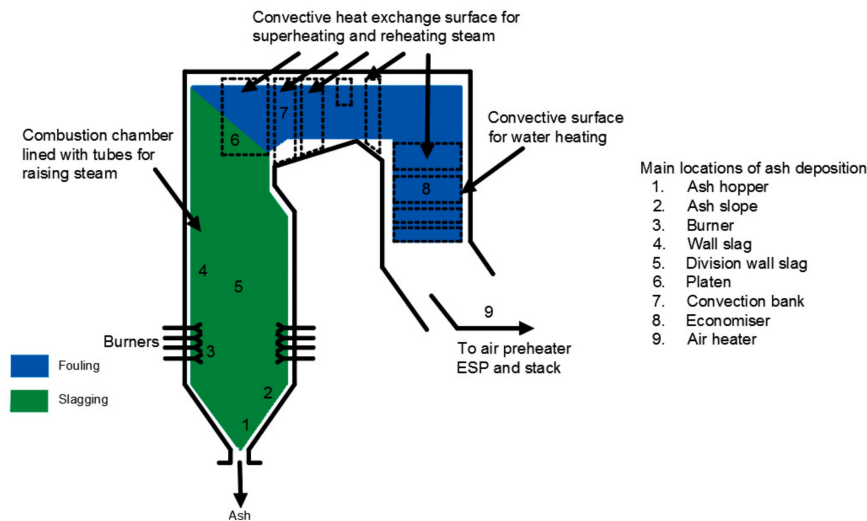 Convective heat exchange surface for
superheating and reheating steam
Combustion chamber
lined with tubes for
raising steam
Convective surface
for water heating
7
6
8
4
5
9
Burners
3
To air preheater
ESP and stack
2
1
Ash
Fouling
Slagging
Main locations of ash deposition
1. Ash hopper
2. Ash slope
3. Burner
4. Wall slag
5. Division wall slag
6. Platen
7. Convection bank
8. Economiser
9. Air heater